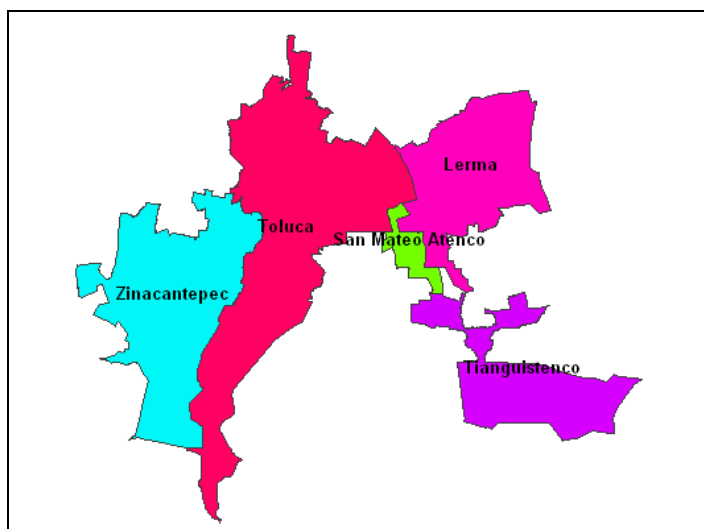 Lerma
Toluca
San Mateo Atenco
Zinacantepec
Tianguistenco